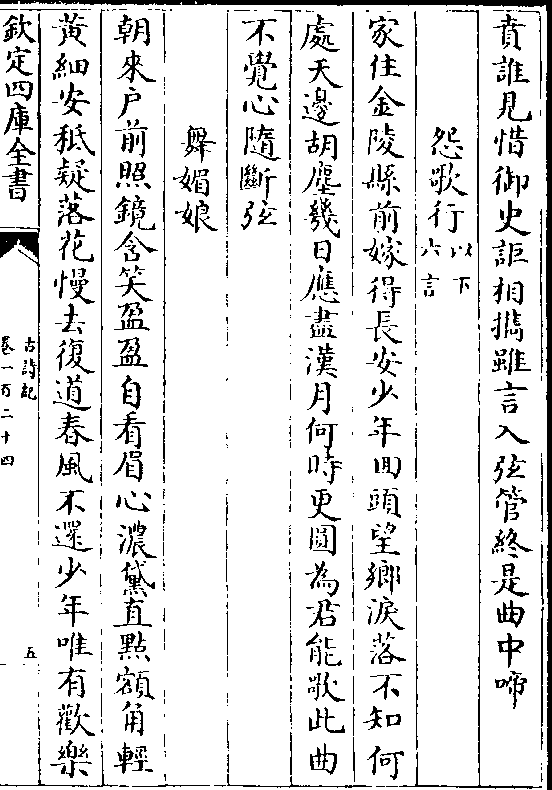 賁誰見惜御史詎相攜雖言入弦管終是曲中啼
怨歌行以下六言
家住金陵縣前嫁得長安少年回頭望鄉淚落不知何
處天邊胡塵幾日應盡漢月何時更圓為君能歌此曲
不覺心隨斷弦
舞媚娘
朝來户前照鏡含笑盈盈自看眉心濃黛直點額角輕
黃細安秪疑落花慢去復道春風不還少年唯有歡樂
欽定四庫全書
古詩紀
卷一百二十四
五